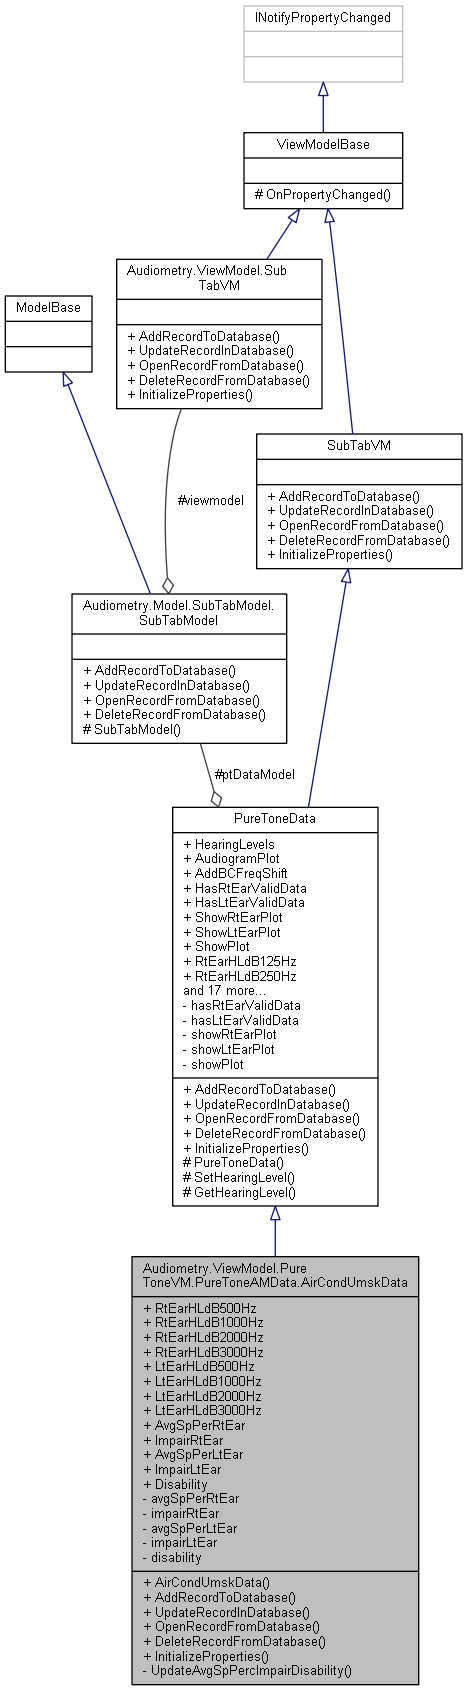 INotifyPropertyChanged
ViewModelBase
# OnPropertyChanged()
Audiometry.ViewModel.Sub
TabVM
+ AddRecordToDatabase()
+ UpdateRecordInDatabase()
+ OpenRecordFromDatabase()
+ DeleteRecordFromDatabase()
+ InitializeProperties()
ModelBase
SubTabVM
+ AddRecordToDatabase()
+ UpdateRecordInDatabase()
+ OpenRecordFromDatabase()
+ DeleteRecordFromDatabase()
+ InitializeProperties()
#viewmodel
Audiometry.Model.SubTabModel.
SubTabModel
+ AddRecordToDatabase()
+ UpdateRecordInDatabase()
+ OpenRecordFromDatabase()
+ DeleteRecordFromDatabase()
# SubTabModel()
#ptDataModel
PureToneData
+ HearingLevels
+ AudiogramPlot
+ AddBCFreqShift
+ HasRtEarValidData
+ HasLtEarValidData
+ ShowRtEarPlot
+ ShowLtEarPlot
+ ShowPlot
+ RtEarHLdB125Hz
+ RtEarHLdB250Hz
and 17 more...
- hasRtEarValidData
- hasLtEarValidData
- showRtEarPlot
- showLtEarPlot
- showPlot
+ AddRecordToDatabase()
+ UpdateRecordInDatabase()
+ OpenRecordFromDatabase()
+ DeleteRecordFromDatabase()
+ InitializeProperties()
# PureToneData()
# SetHearingLevel()
# GetHearingLevel()
Audiometry.ViewModel.Pure
ToneVM.PureToneAMData.AirCondUmskData
+ RtEarHLdB500Hz
+ RtEarHLdB1000Hz
+ RtEarHLdB2000Hz
+ RtEarHLdB3000Hz
+ LtEarHLdB500Hz
+ LtEarHLdB1000Hz
+ LtEarHLdB2000Hz
+ LtEarHLdB3000Hz
+ AvgSpPerRtEar
+ ImpairRtEar
+ AvgSpPerLtEar
+ ImpairLtEar
+ Disability
- avgSpPerRtEar
- impairRtEar
- avgSpPerLtEar
- impairLtEar
- disability
+ AirCondUmskData()
+ AddRecordToDatabase()
+ UpdateRecordInDatabase()
+ OpenRecordFromDatabase()
+ DeleteRecordFromDatabase()
+ InitializeProperties()
- UpdateAvgSpPercImpairDisability()